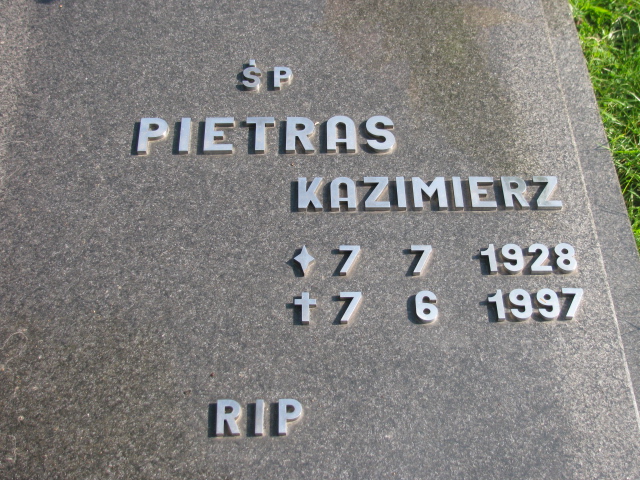 ŚP
PIETRAS
KAZIMIERZ
✦ 7 7 1928
† 7 6 1997
RIP